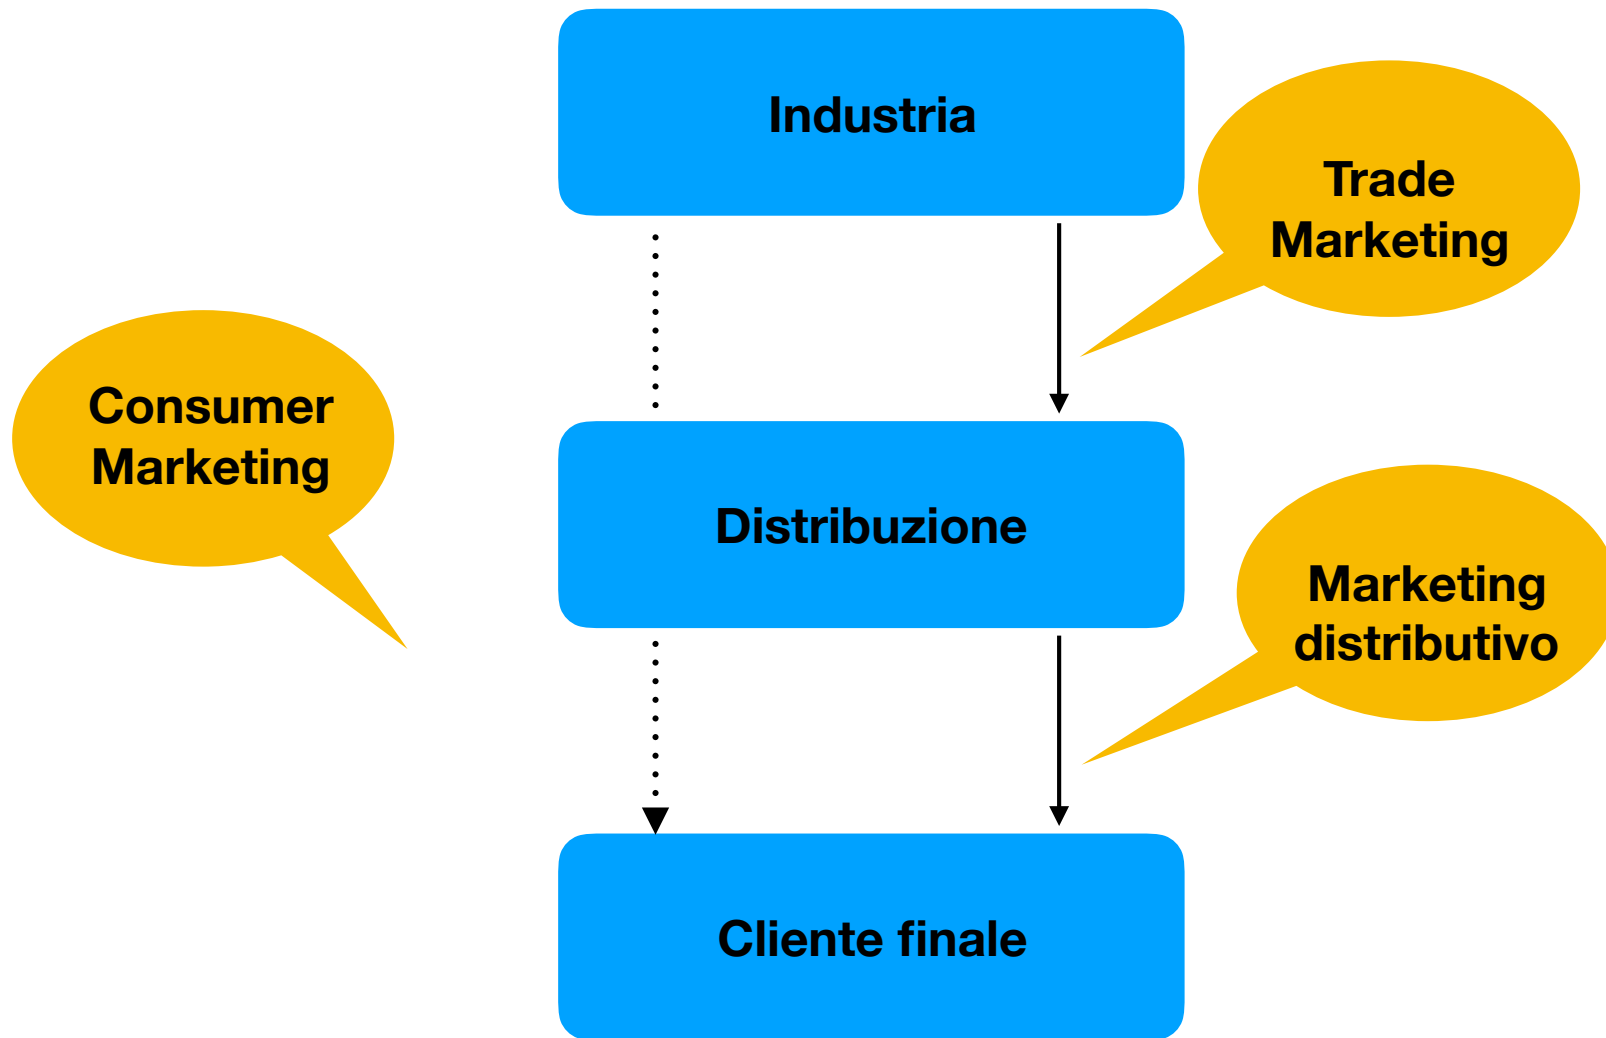 Industria
Trade
Marketing
Consumer
Marketing
Distribuzione
Marketing
distributivo
Cliente finale